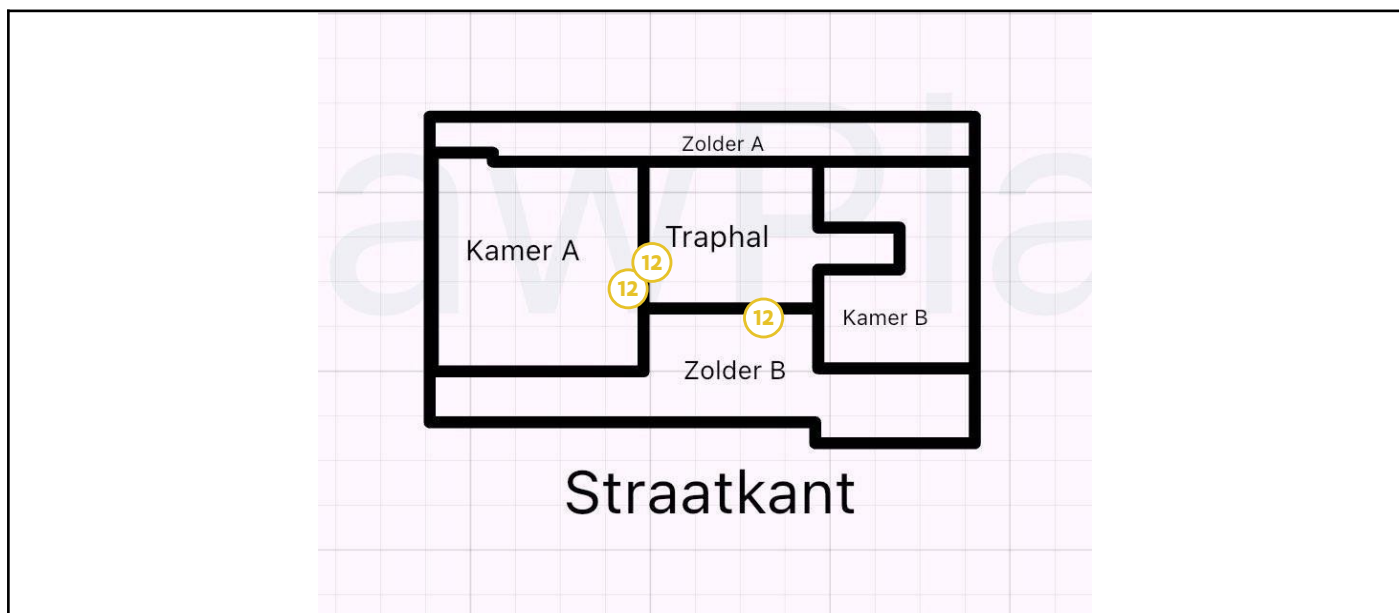 Zolder A
Traphal
Kamer A
12
12
12
Kamer B
Zolder B
Straatkant